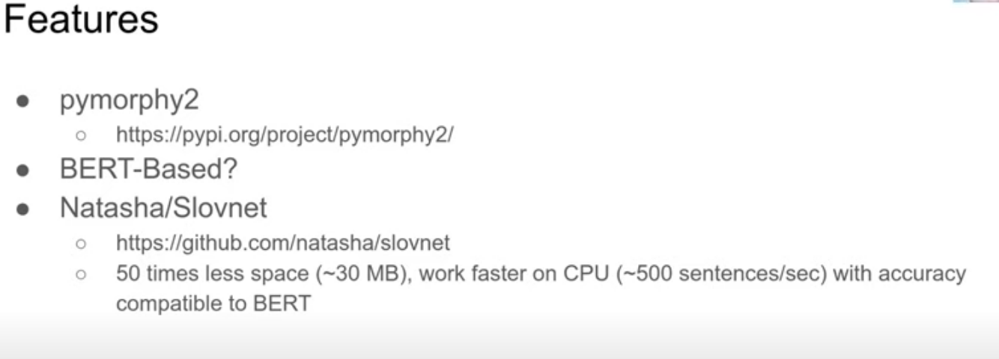 Features
● pymorphy2
○ https://pypi.org/project/pymorphy2/
● BERT-Based?
● Natasha/Slovnet
○ https://github.com/natasha/slovnet
○ 50 times less space (~30 MB), work faster on CPU (~500 sentences/sec) with accuracy
compatible to BERT